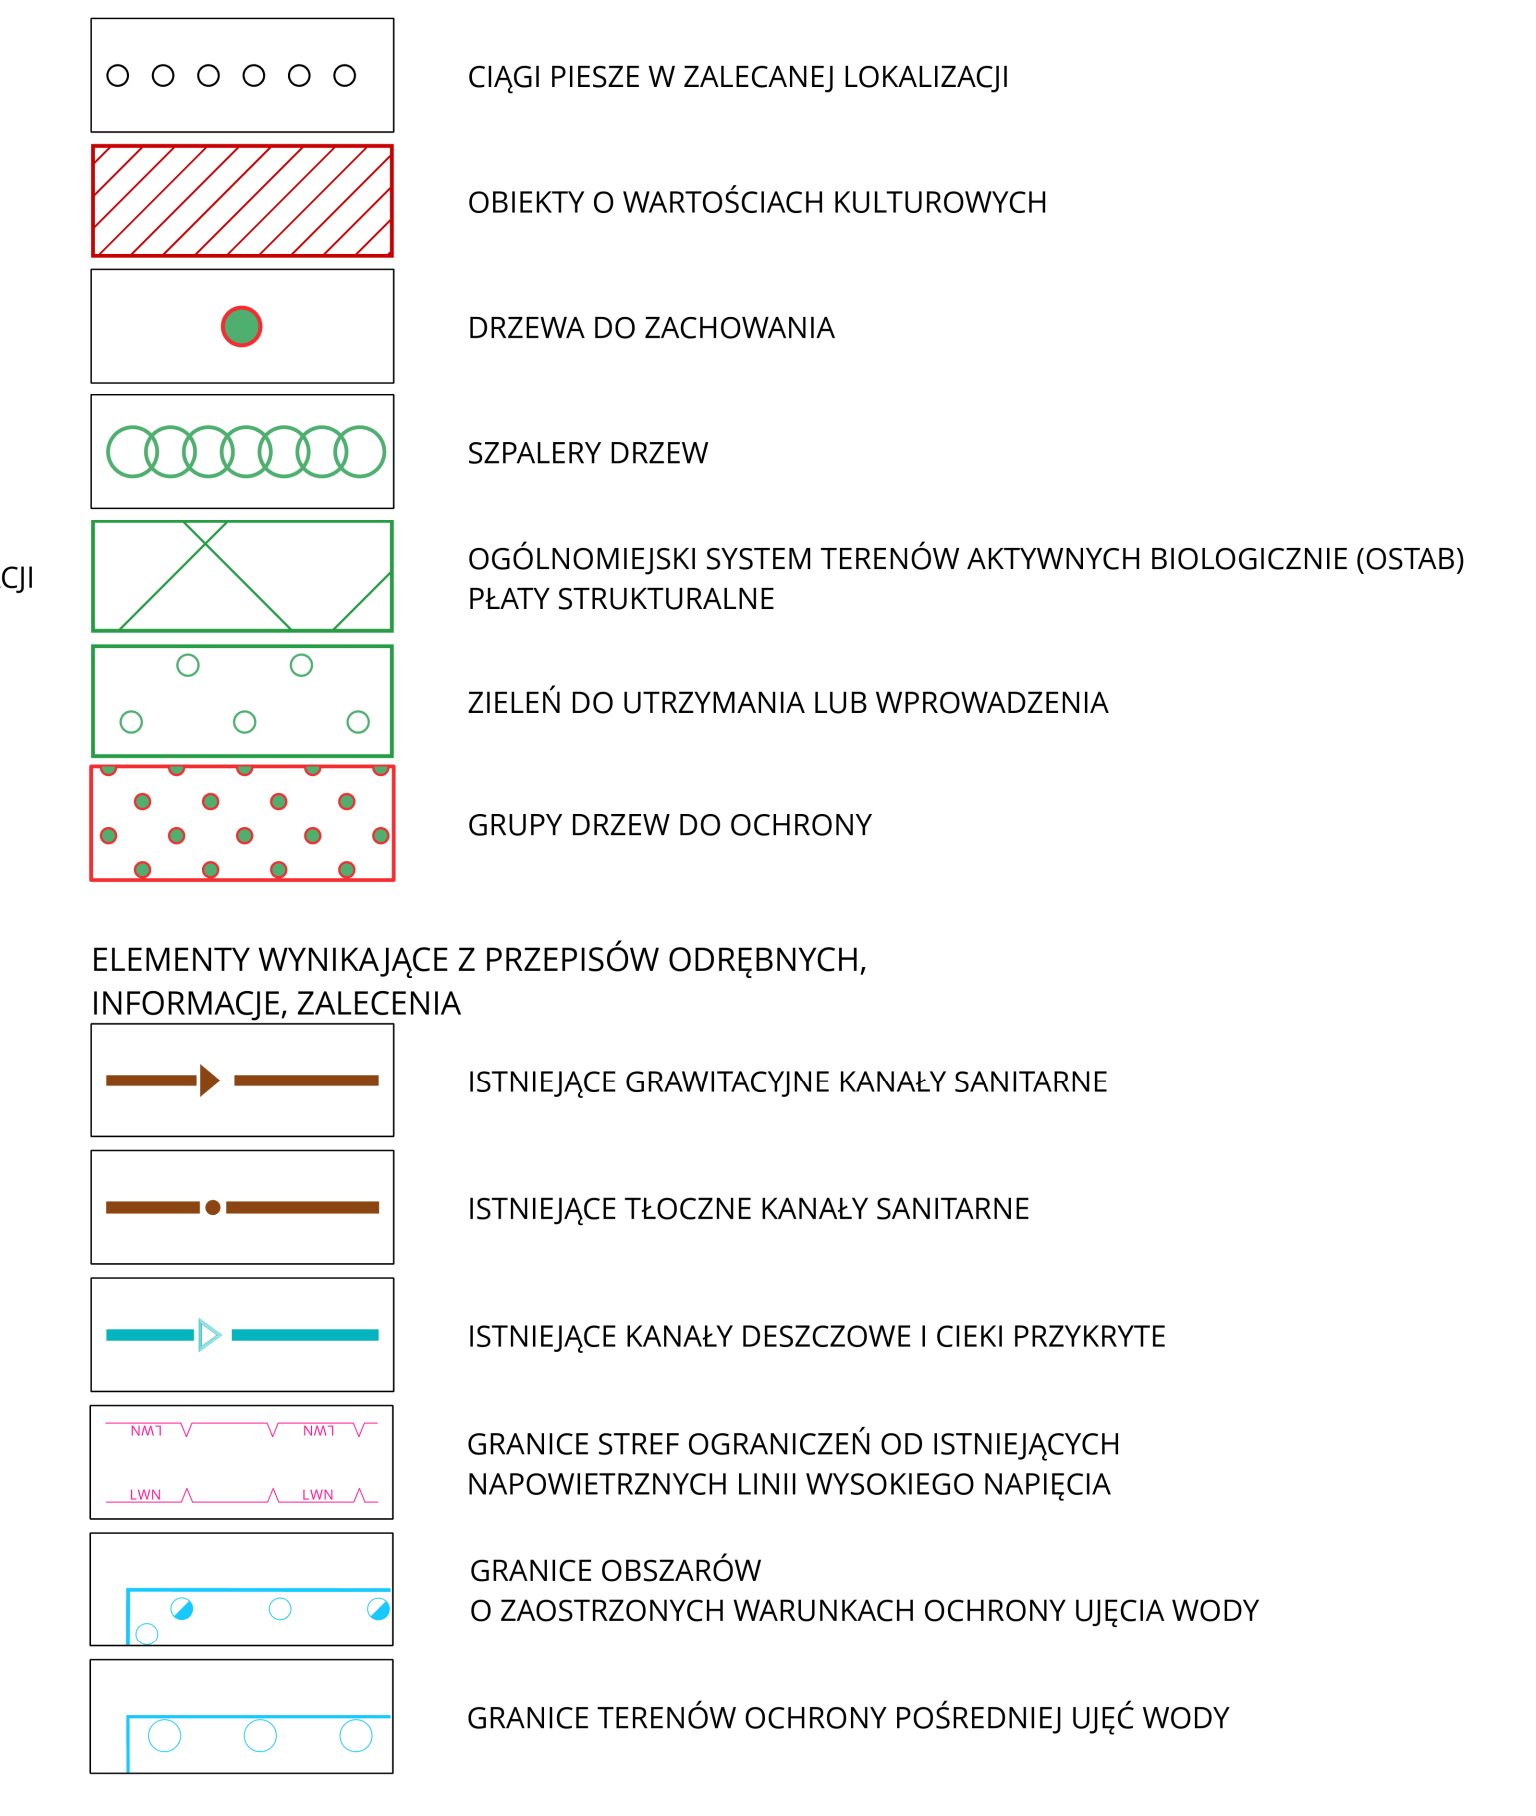 CIĄGI PIESZE W ZALECANEJ LOKALIZACJI
OBIEKTY O WARTOŚCIACH KULTUROWYCH
DRZEWA DO ZACHOWANIA
SZPALERY DRZEW
CJI
OGÓLNOMIEJSKI SYSTEM TERENÓW AKTYWNYCH BIOLOGICZNIE (OSTAB)
PŁATY STRUKTURALNE
ZIELEŃ DO UTRZYMANIA LUB WPROWADZENIA
GRUPY DRZEW DO OCHRONY
ELEMENTY WYNIKAJĄCE Z PRZEPISÓW ODRĘBNYCH,
INFORMACJE, ZALECENIA
ISTNIEJĄCE GRAWITACYJNE KANAŁY SANITARNE
ISTNIEJĄCE TŁOCZNE KANAŁY SANITARNE
ISTNIEJĄCE KANAŁY DESZCZOWE I CIEKI PRZYKRYTE
LWN LWN
LWN LWN
GRANICE STREF OGRANICZEŃ OD ISTNIEJĄCYCH
NAPOWIETRZNYCH LINII WYSOKIEGO NAPIĘCIA
GRANICE OBSZARÓW
O ZAOSTRZONYCH WARUNKACH OCHRONY UJĘCIA WODY
GRANICE TERENÓW OCHRONY POŚREDNIEJ UJĘĆ WODY